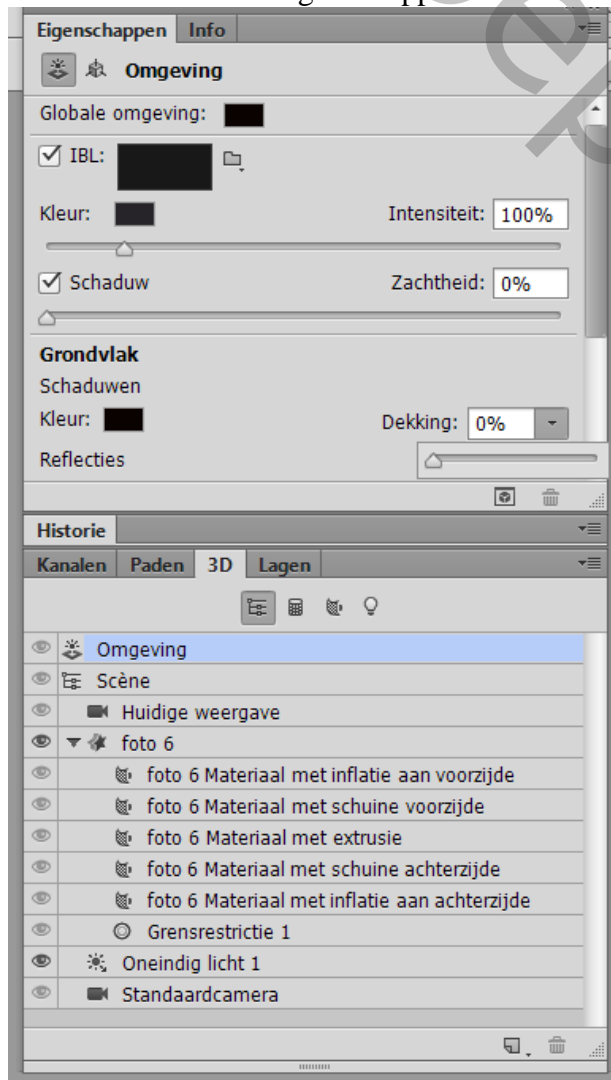 Eigenschappen Info
Omgeving
Globale omgeving:
IBL:
Kleur: Intensiteit: 100%
Schaduw Zachtheid: 0%
Grondvlak
Schaduwen
Kleur: Dekking: 0%
Reflecties
Historie
Kanalen Paden 3D Lagen
Omgeving
Scène
Huidige weergave
foto 6
foto 6 Materiaal met inflatie aan voorzijde
foto 6 Materiaal met schuine voorzijde
foto 6 Materiaal met extrusie
foto 6 Materiaal met schuine achterzijde
foto 6 Materiaal met inflatie aan achterzijde
Grensrestrictie 1
Oneindig licht 1
Standaardcamera